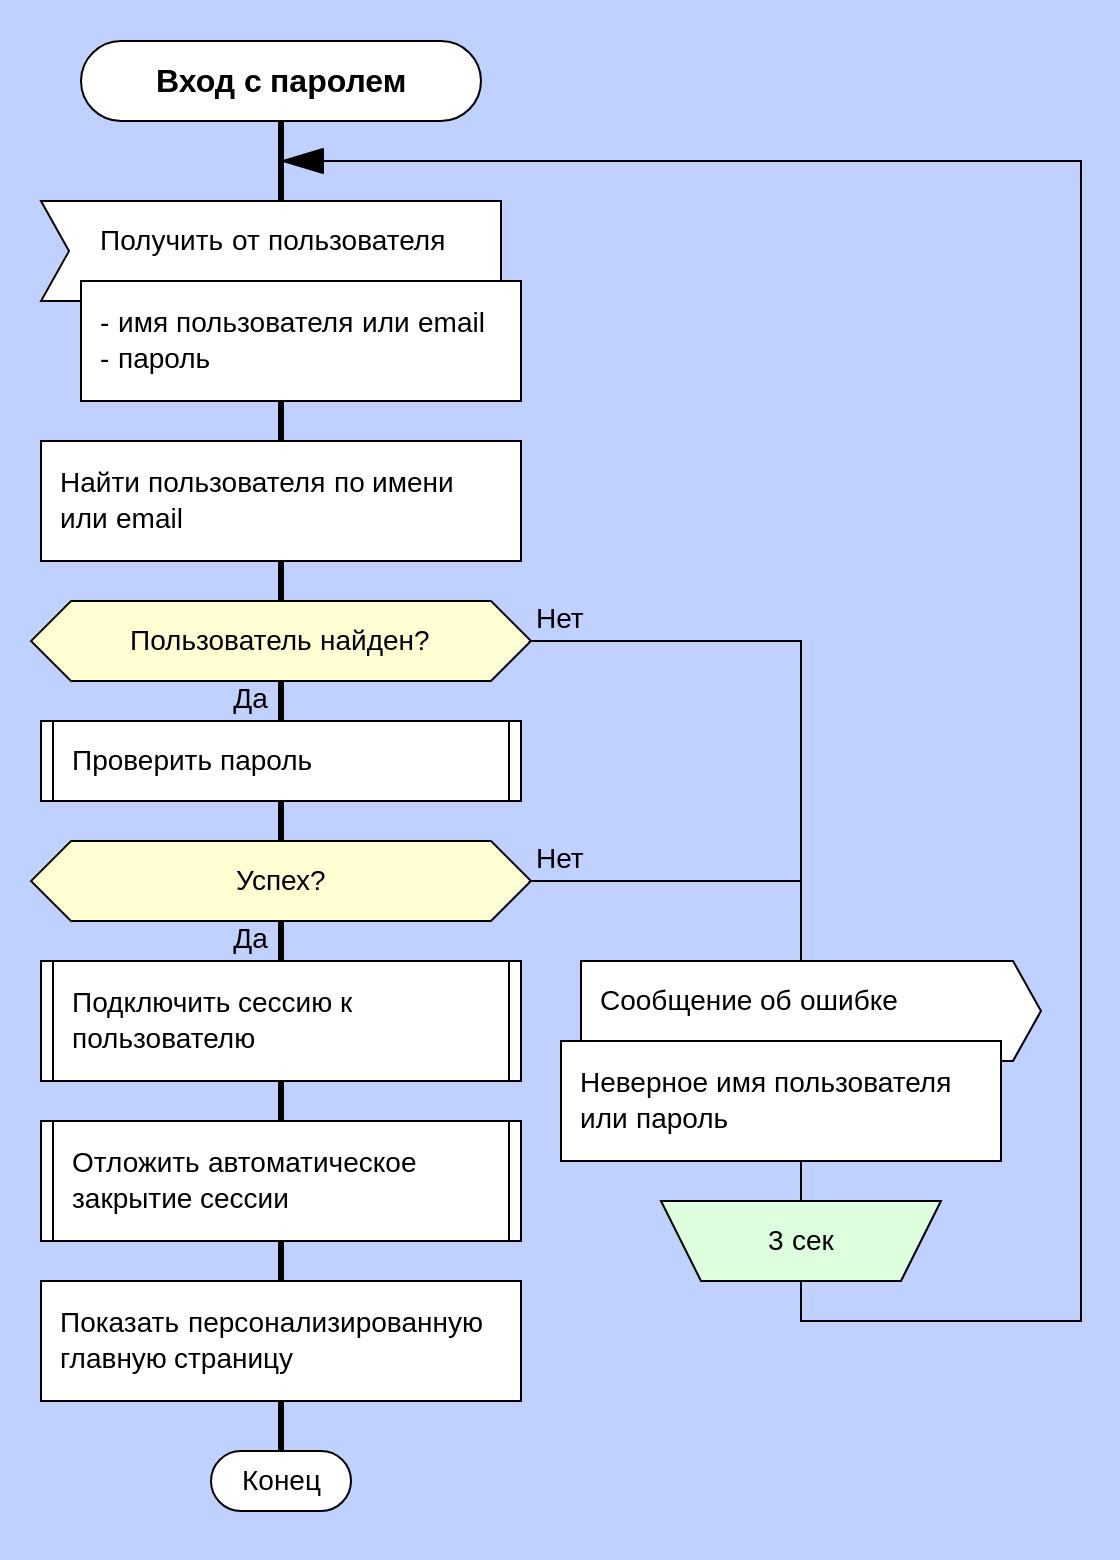 Вход с паролем
Получить от пользователя
- имя пользователя или email
- пароль
Найти пользователя по имени
или email
Пользователь найден?
Нет
Да
Проверить пароль
Успех?
Нет
Да
Подключить сессию к
пользователю
Сообщение об ошибке
Неверное имя пользователя
или пароль
Отложить автоматическое
закрытие сессии
3 сек
Показать персонализированную
главную страницу
Конец